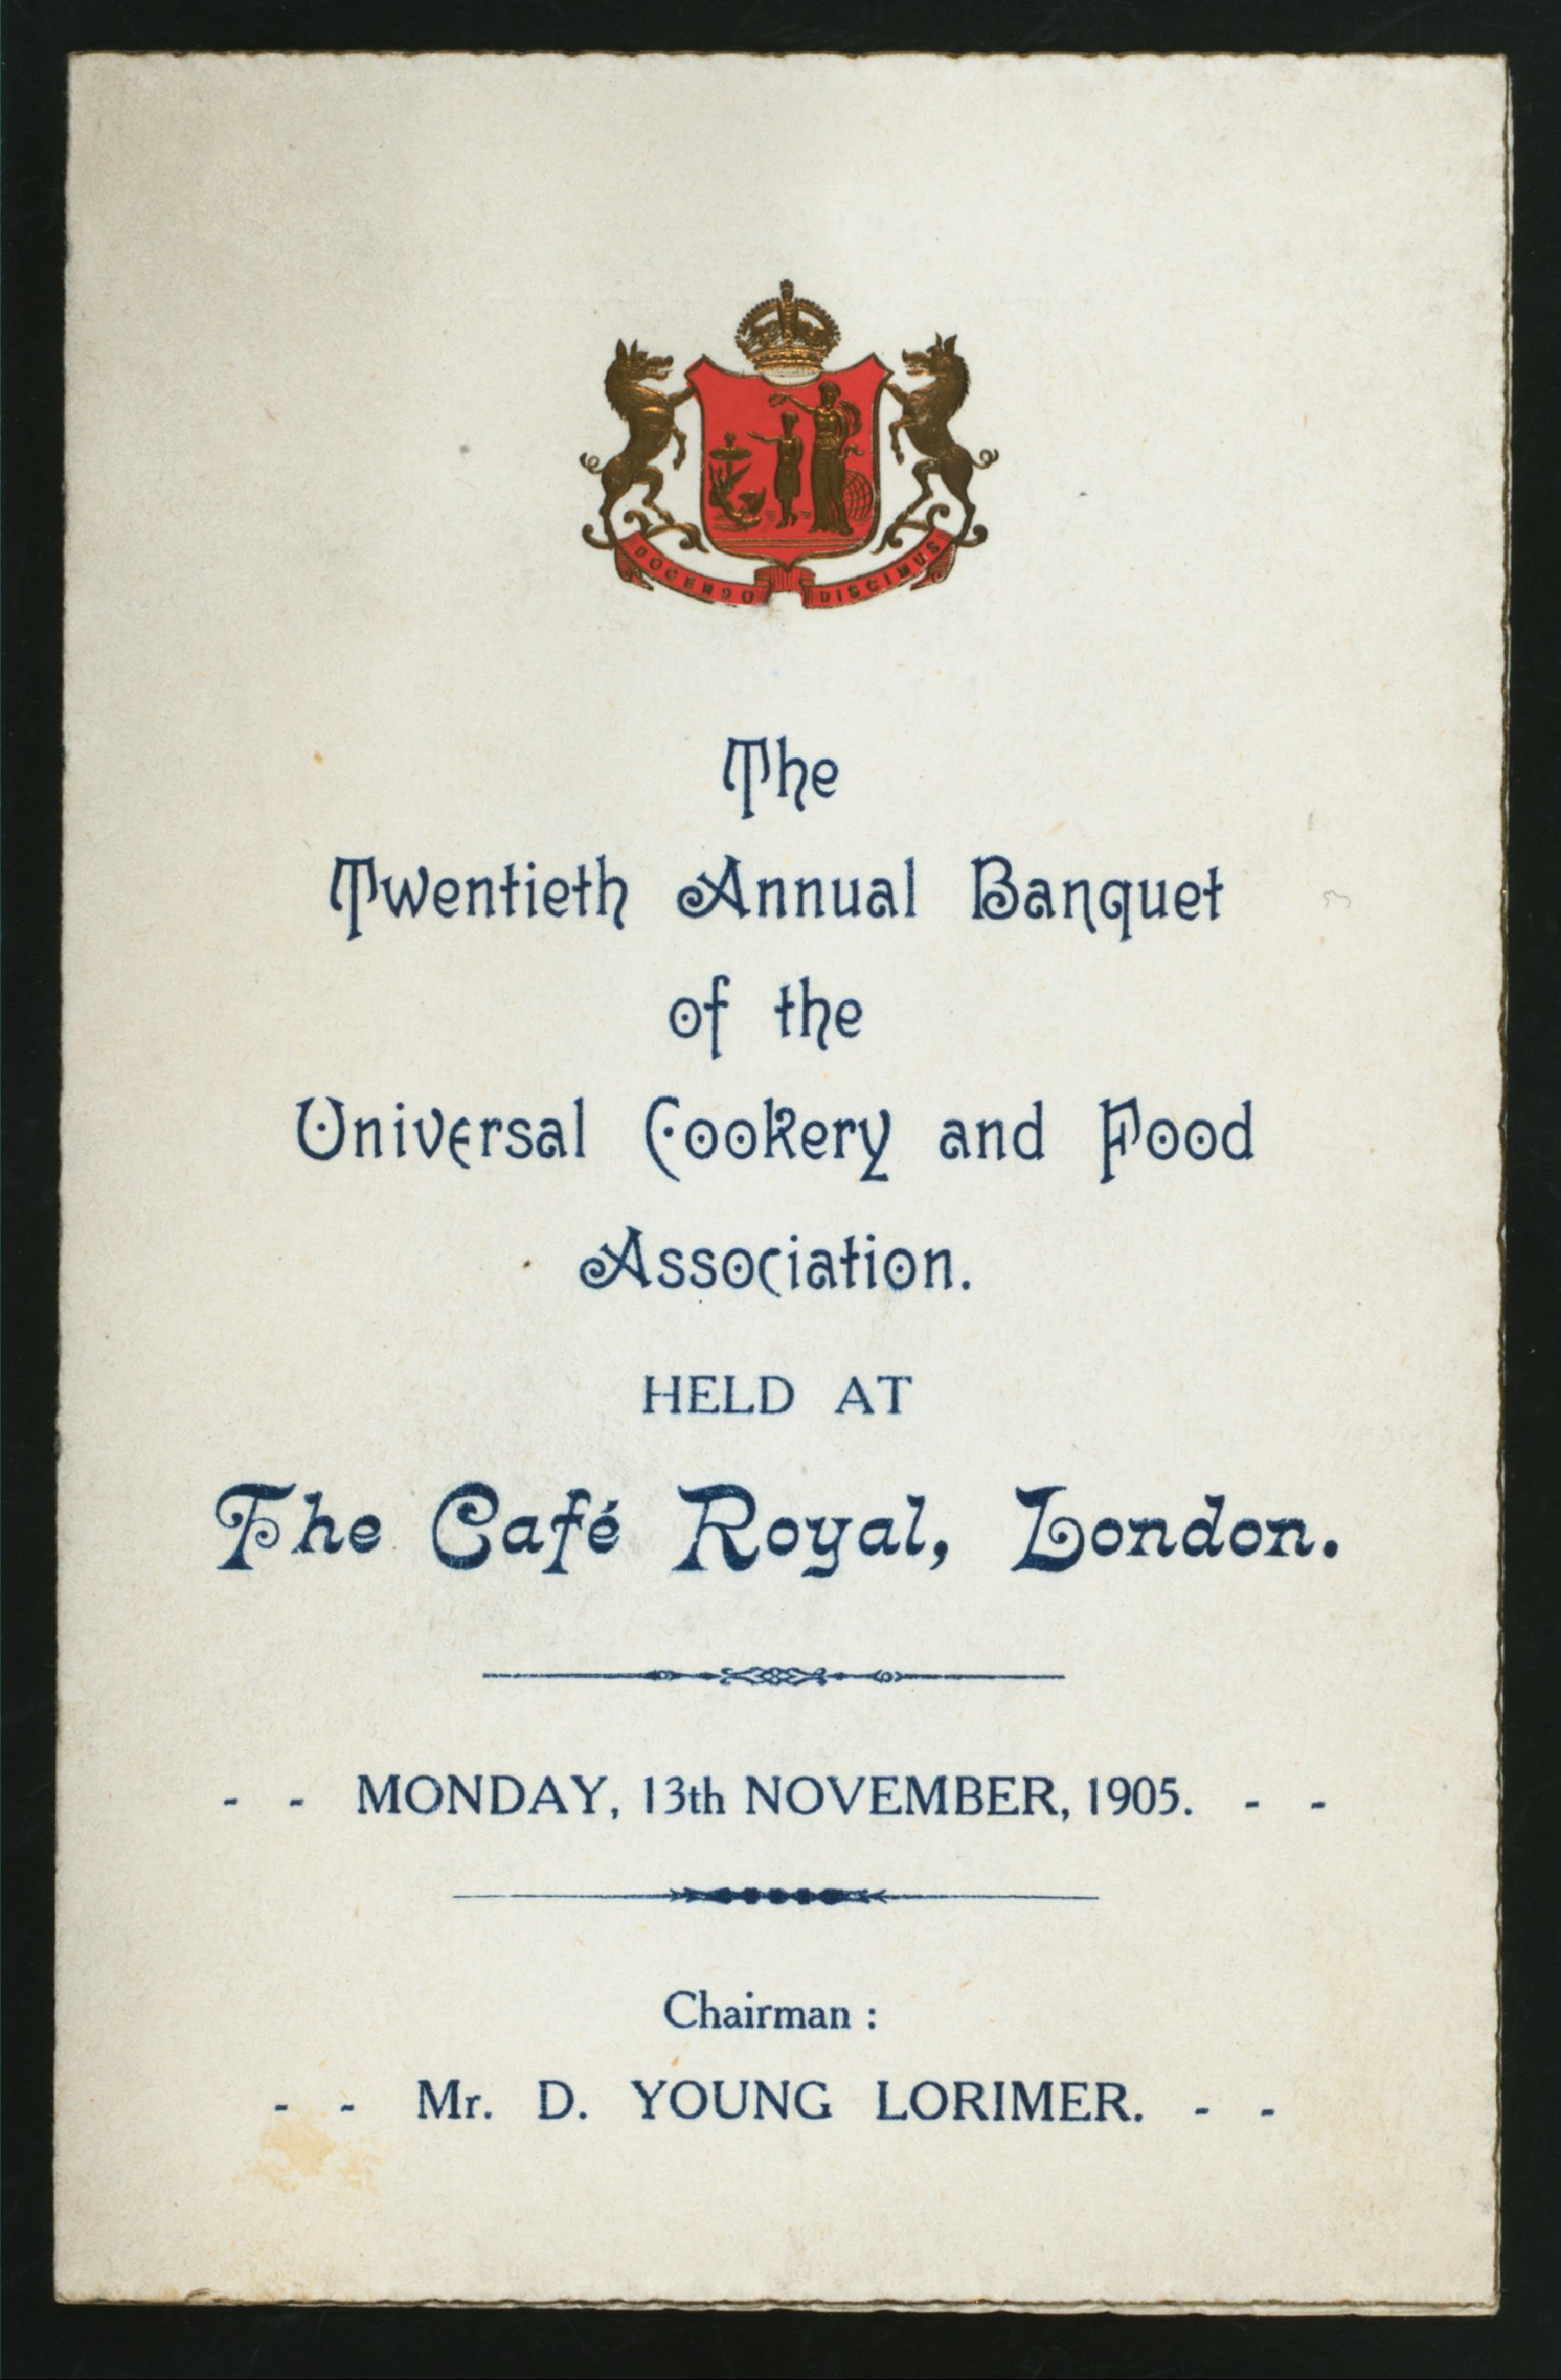 DOCENDO DISCIMUS
The
Twentieth Annual Banquet
of the
Universal Cookery and Food
Association.
HELD AT
The Café Royal, London.
- - MONDAY, 13th NOVEMBER, 1905. - -
Chairman :
- - Mr. D. YOUNG LORIMER. - -